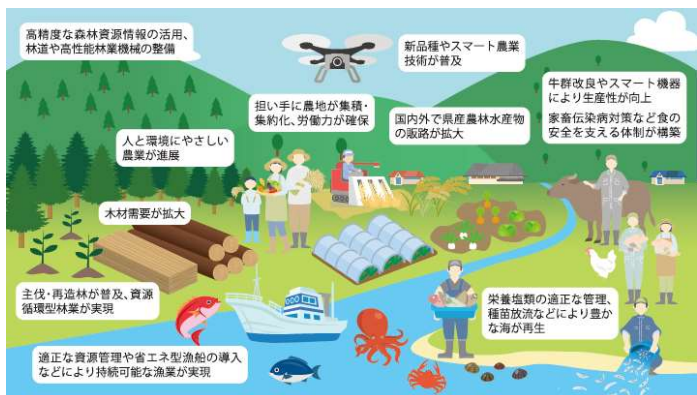 高精度な森林資源情報の活用、
林道や高性能林業機械の整備
新品種やスマート農業
技術が普及
牛群改良やスマート機器
により生産性が向上
家畜伝染病対策など食の
安全を支える体制が構築
担い手に農地が集積・
集約化、労働力が確保
国内外で県産農林水産物
の販路が拡大
人と環境にやさしい
農業が進展
木材需要が拡大
主伐・再造林が普及、資源
循環型林業が実現
栄養塩類の適正な管理、
種苗放流などにより豊か
な海が再生
適正な資源管理や省エネ型漁船の導入
などにより持続可能な漁業が実現